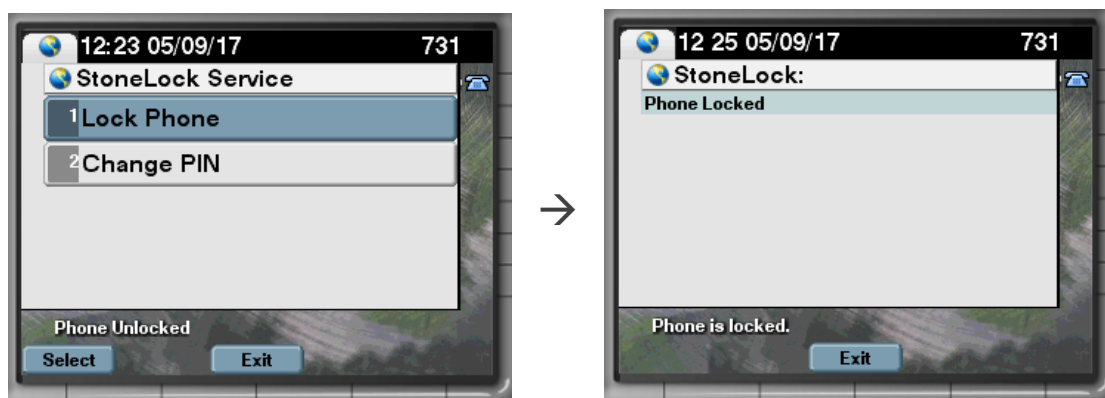 12:23 05/09/17 731
StoneLock Service
1 Lock Phone
2 Change PIN
Phone Unlocked
Select Exit
→
12 25 05/09/17 731
StoneLock:
Phone Locked
Phone is locked.
Exit